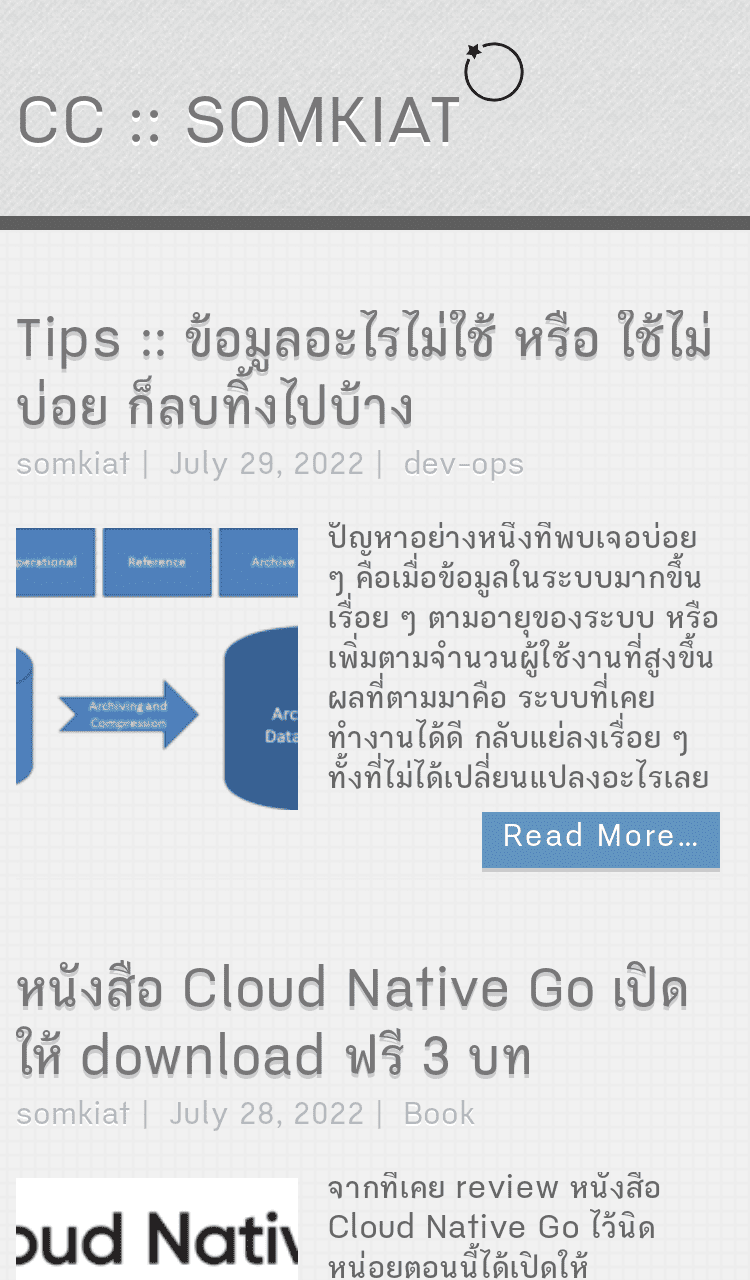 CC :: SOMKIAT
Tips :: ข้อมูลอะไรไม่ใช้ หรือ ใช้ไม่
บ่อย ก็ลบทิ้งไปบ้าง
somkiat | July 29, 2022 | dev-ops
perational
Reference
Archive
Archiving and
Compression
Arc
Data
ปัญหาอย่างหนึ่งที่พบเจอบ่อย
ๆ คือเมื่อข้อมูลในระบบมากขึ้น
เรื่อย ๆ ตามอายุของระบบ หรือ
เพิ่มตามจำนวนผู้ใช้งานที่สูงขึ้น
ผลที่ตามมาคือ ระบบที่เคย
ทำงานได้ดี กลับแย่ลงเรื่อย ๆ
ทั้งที่ไม่ได้เปลี่ยนแปลงอะไรเลย
Read More...
หนังสือ Cloud Native Go เปิด
ให้ download ฟรี 3 บท
somkiat | July 28, 2022 | Book
oud Nativ
จากที่เคย review หนังสือ
Cloud Native Go ไว้นิด
หน่อยตอนนี้ได้เปิดให้